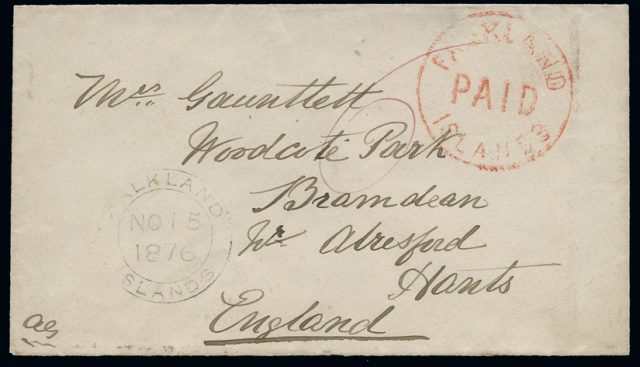 FALKLAND
PAID
ISLANDS
Mrs. Gauntlett
Woodcote Park
Bramdean
Nr. Alresford
Hants
England
FALKLAND
NO 15
1876
ISLANDS